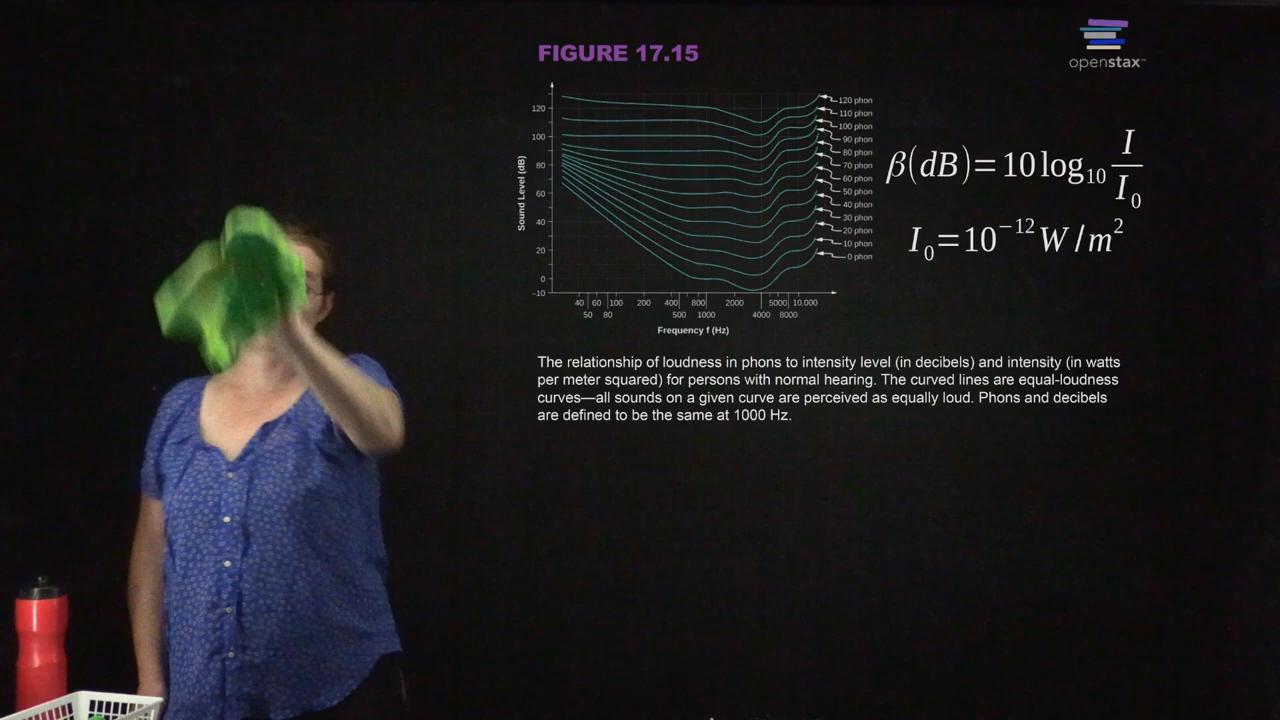 FIGURE 17.15
openstax™
Sound Level (dB)
120
100
80
60
40
20
0
−10
120 phon
110 phon
100 phon
90 phon
80 phon
70 phon
60 phon
50 phon
40 phon
30 phon
20 phon
10 phon
0 phon
40 60 100 200 400 800 2000 5000 10,000
50 80 500 1000 4000 8000
Frequency f (Hz)
β(dB)=10 log₁₀ I/I₀
I₀=10⁻¹² W/m²
The relationship of loudness in phons to intensity level (in decibels) and intensity (in watts
per meter squared) for persons with normal hearing. The curved lines are equal-loudness
curves—all sounds on a given curve are perceived as equally loud. Phons and decibels
are defined to be the same at 1000 Hz.